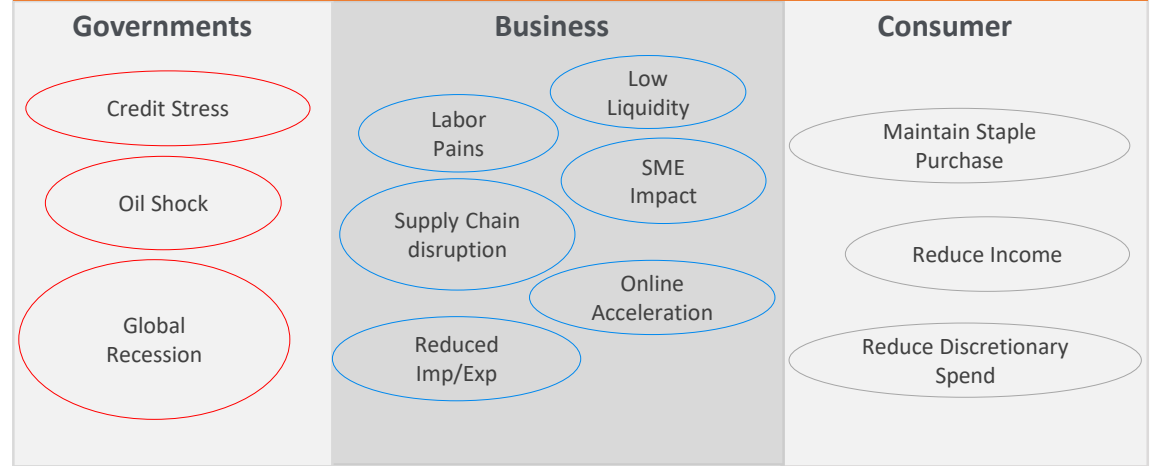 Governments
Credit Stress
Oil Shock
Global
Recession
Business
Low
Liquidity
Labor
Pains
SME
Impact
Supply Chain
disruption
Online
Acceleration
Reduced
Imp/Exp
Consumer
Maintain Staple
Purchase
Reduce Income
Reduce Discretionary
Spend